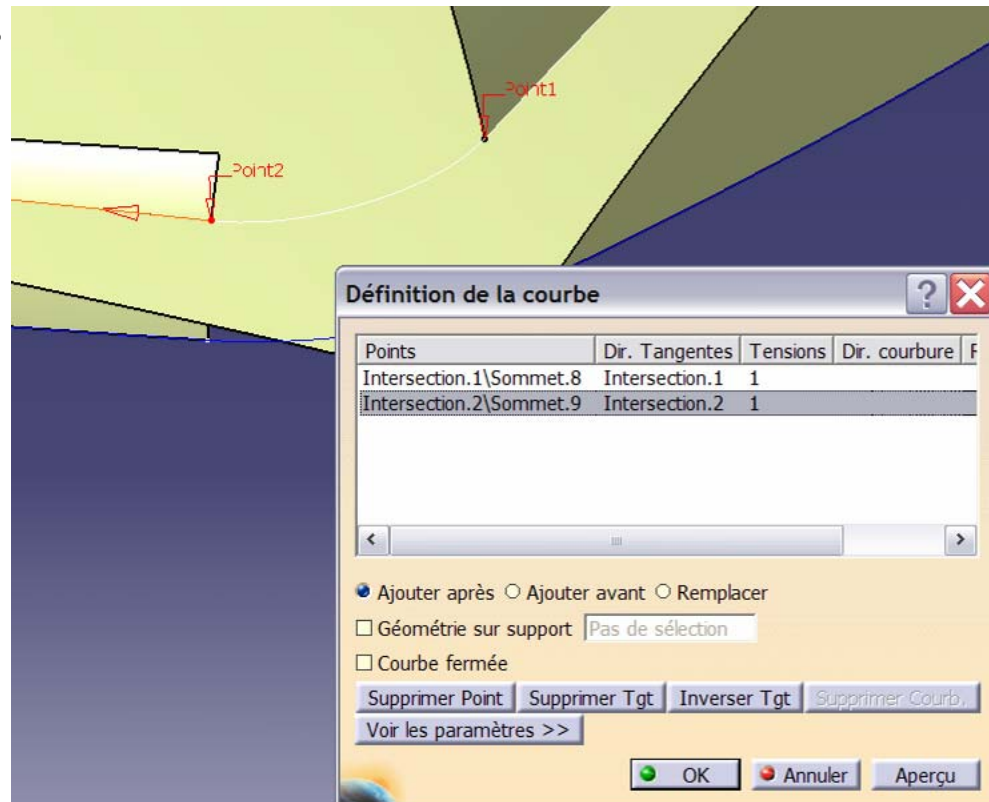 Point1
Point2
Définition de la courbe
?
Points Dir. Tangentes Tensions Dir. courbure
Intersection.1\Sommet.8 Intersection.1 1
Intersection.2\Sommet.9 Intersection.2 1
Ajouter après Ajouter avant Remplacer
Géométrie sur support Pas de sélection
Courbe fermée
Supprimer Point Supprimer Tgt Inverser Tgt Supprimer Courb.
Voir les paramètres >>
OK Annuler Aperçu